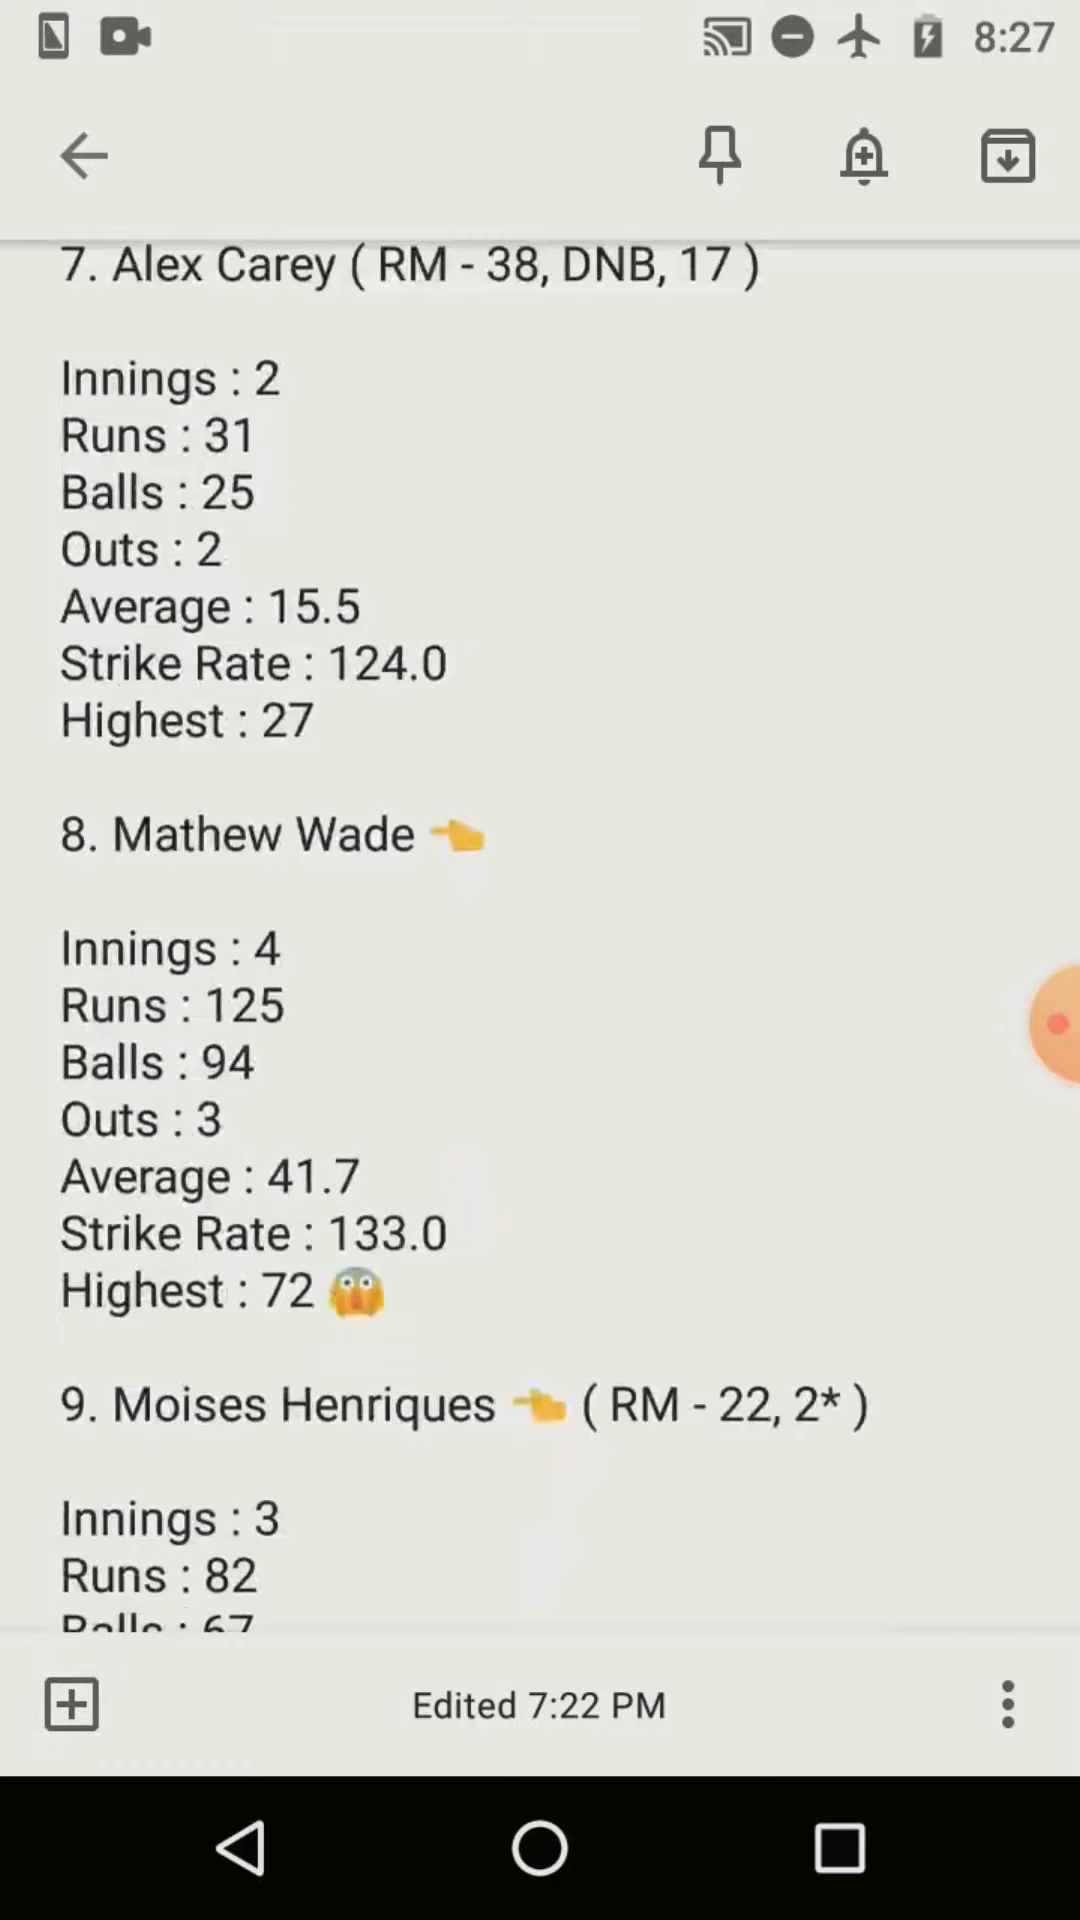 8:27
7. Alex Carey ( RM - 38, DNB, 17 )
Innings : 2
Runs : 31
Balls : 25
Outs : 2
Average : 15.5
Strike Rate : 124.0
Highest : 27
8. Mathew Wade 👈
Innings : 4
Runs : 125
Balls : 94
Outs : 3
Average : 41.7
Strike Rate : 133.0
Highest : 72 😱
9. Moises Henriques 👈 ( RM - 22, 2* )
Innings : 3
Runs : 82
Balls : 67
Edited 7:22 PM